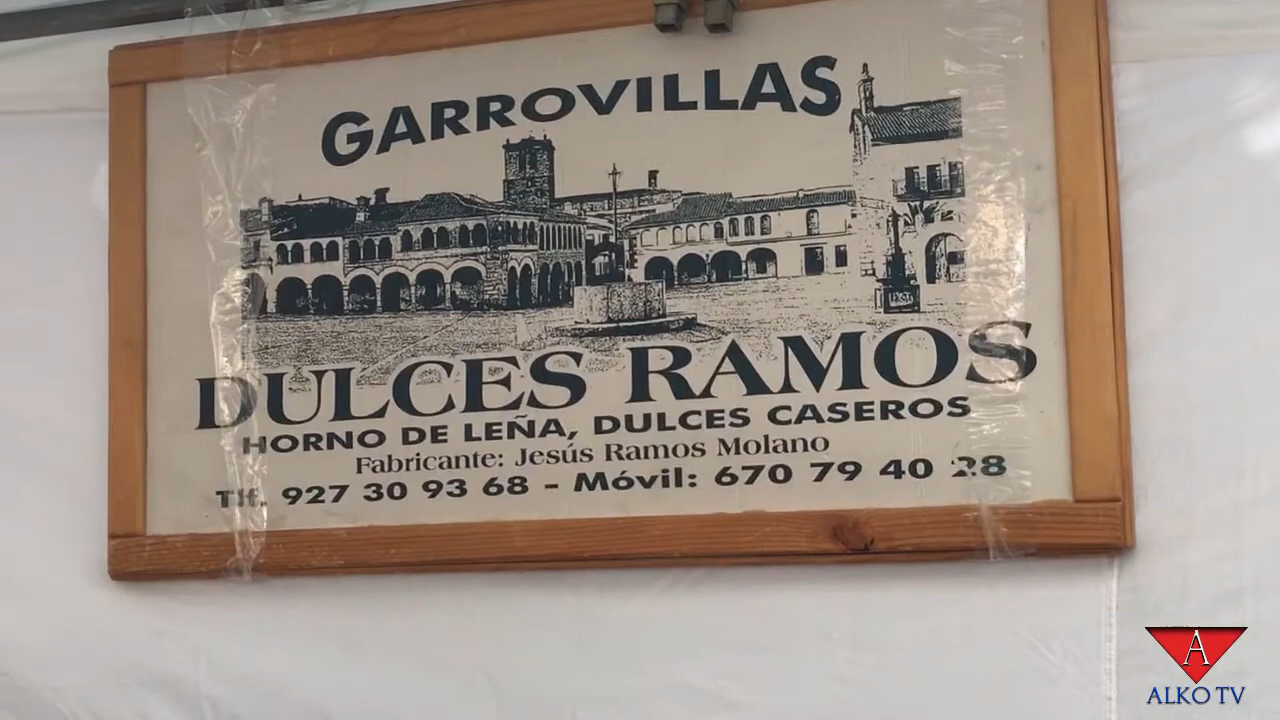 GARROVILLAS
DULCES RAMOS
HORNO DE LEÑA, DULCES CASEROS
Fabricante: Jesús Ramos Molano
Tlf. 927 30 93 68 - Móvil: 670 79 40 28
A
ALKO TV